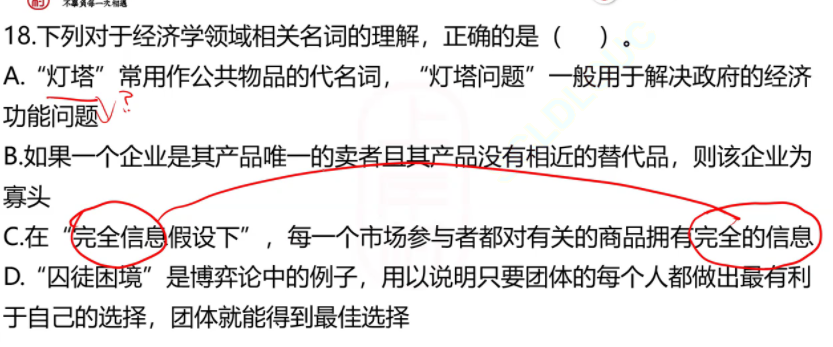 不辜负每一天相遇
18.下列对于经济学领域相关名词的理解，正确的是（　）。
A.“灯塔”常用作公共物品的代名词，“灯塔问题”一般用于解决政府的经济
功能问题√?
B.如果一个企业是其产品唯一的卖者且其产品没有相近的替代品，则该企业为
寡头
C.在“完全信息假设下”，每一个市场参与者都对有关的商品拥有完全的信息
D.“囚徒困境”是博弈论中的例子，用以说明只要团体的每个人都做出最有利
于自己的选择，团体就能得到最佳选择